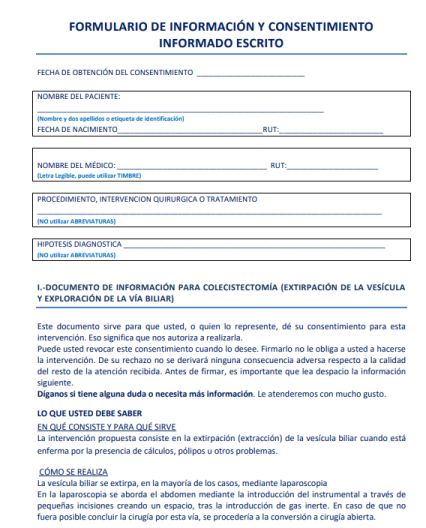 FORMULARIO DE INFORMACIÓN Y CONSENTIMIENTO
INFORMADO ESCRITO
FECHA DE OBTENCIÓN DEL CONSENTIMIENTO ___________________________
NOMBRE DEL PACIENTE:
_______________________________________________________________________
(Nombre y dos apellidos o etiqueta de identificación)
FECHA DE NACIMIENTO______________________________RUT:__________________________
NOMBRE DEL MÉDICO: ______________________________________ RUT:_______________________
(Letra Legible, puede utilizar TIMBRE)
PROCEDIMIENTO, INTERVENCION QUIRURGICA O TRATAMIENTO
______________________________________________________________________________________
(NO utilizar ABREVIATURAS)
HIPOTESIS DIAGNOSTICA _________________________________________________________________
(NO utilizar ABREVIATURAS)
I.-DOCUMENTO DE INFORMACIÓN PARA COLECISTECTOMÍA (EXTIRPACIÓN DE LA VESÍCULA
Y EXPLORACIÓN DE LA VÍA BILIAR)
Este documento sirve para que usted, o quien lo represente, dé su consentimiento para esta
intervención. Eso significa que nos autoriza a realizarla.
Puede usted revocar este consentimiento cuando lo desee. Firmarlo no le obliga a usted a hacerse
la intervención. De su rechazo no se derivará ninguna consecuencia adversa respecto a la calidad
del resto de la atención recibida. Antes de firmar, es importante que lea despacio la información
siguiente.
Díganos si tiene alguna duda o necesita más información. Le atenderemos con mucho gusto.
LO QUE USTED DEBE SABER
EN QUÉ CONSISTE Y PARA QUÉ SIRVE
La intervención propuesta consiste en la extirpación (extracción) de la vesícula biliar cuando está
enferma por la presencia de cálculos, pólipos u otros problemas.
CÓMO SE REALIZA
La vesícula biliar se extirpa, en la mayoría de los casos, mediante laparoscopia
En la laparoscopia se aborda el abdomen mediante la introducción del instrumental a través de
pequeñas incisiones creando un espacio, tras la introducción de gas inerte. En caso de que no
fuera posible concluir la cirugía por esta vía, se procedería a la conversión a cirugía abierta.